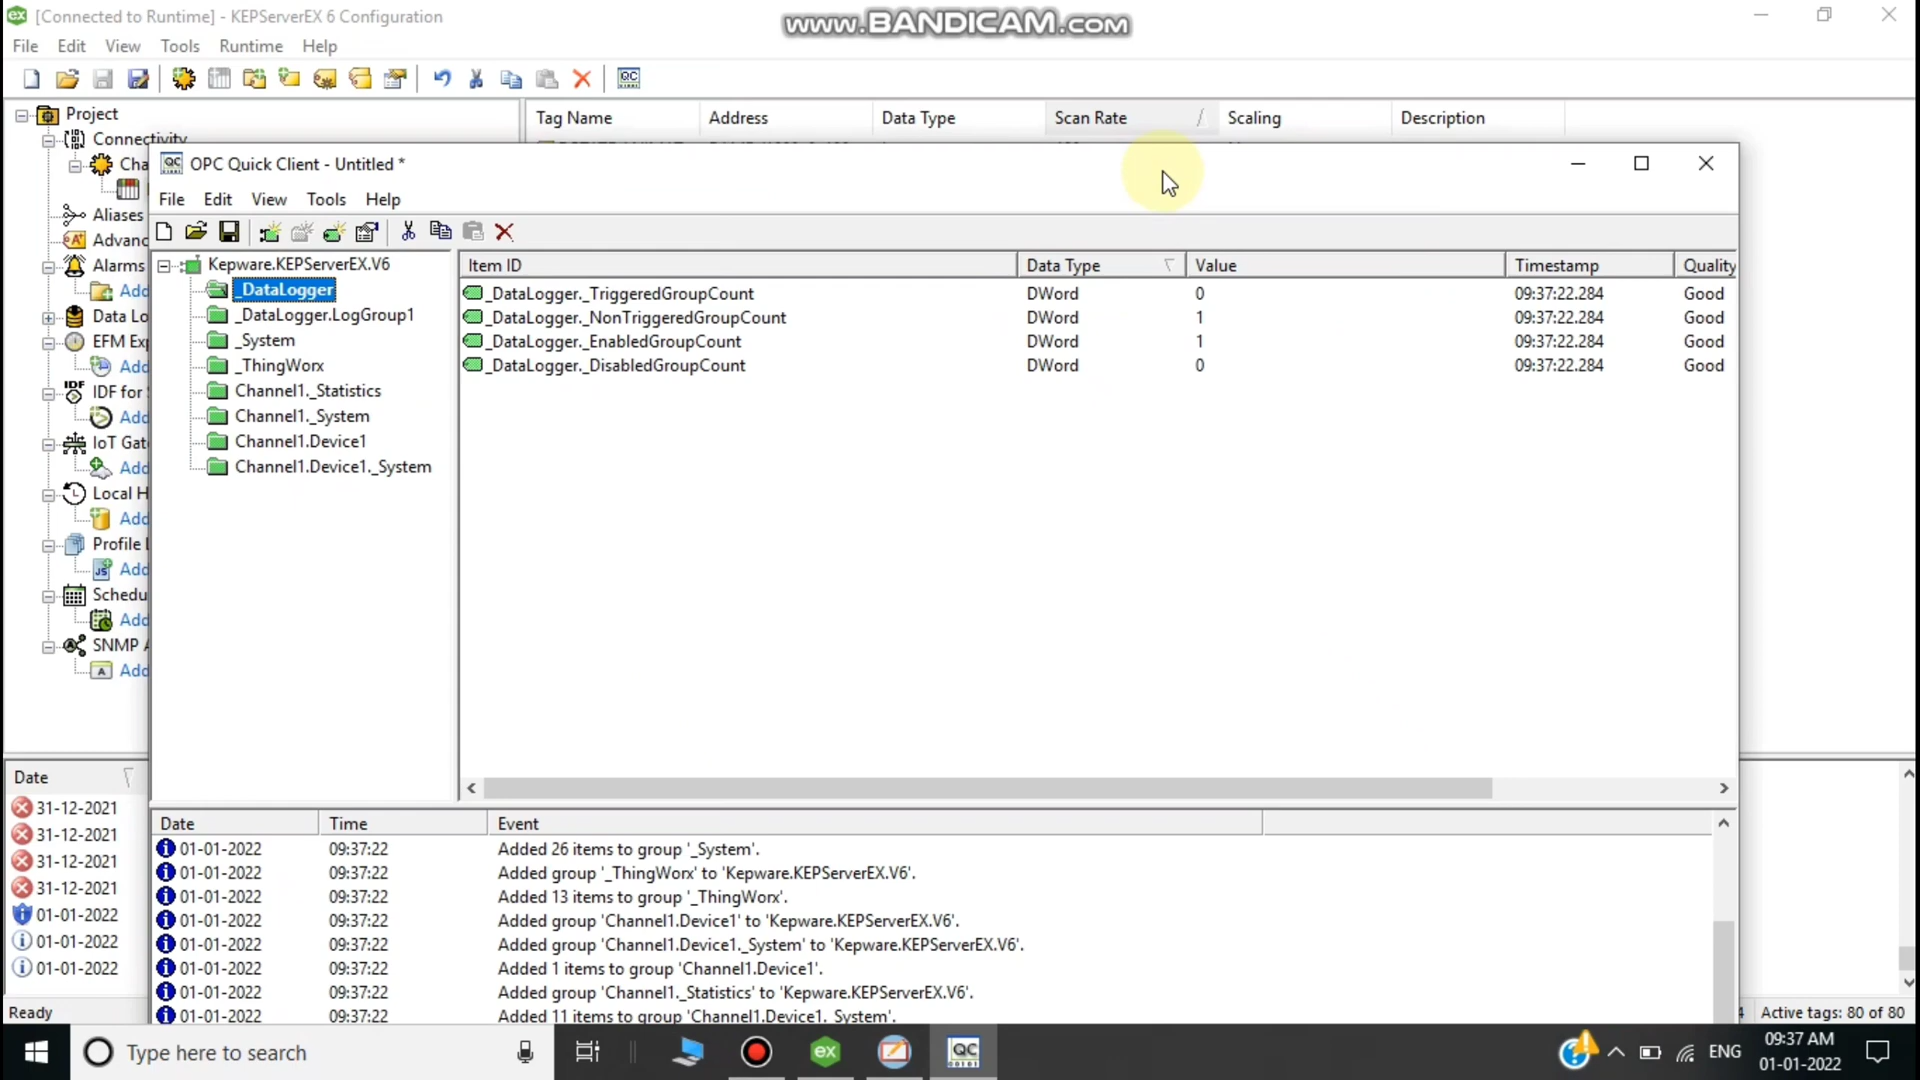 [Connected to Runtime] - KEPServerEX 6 Configuration
www.BANDICAM.com
File Edit View Tools Runtime Help
Project
Connectivity
Cha
Aliases
Advanc
Alarms
Add
Data Lo
EFM Exp
Add
IDF for
Add
IoT Gat
Add
Local H
Add
Profile L
Add
Schedu
Add
SNMP A
Add
Tag Name Address Data Type Scan Rate Scaling Description
OPC Quick Client - Untitled *
File Edit View Tools Help
Kepware.KEPServerEX.V6
_DataLogger
_DataLogger.LogGroup1
_System
_ThingWorx
Channel1._Statistics
Channel1._System
Channel1.Device1
Channel1.Device1._System
Item ID Data Type Value Timestamp Quality
_DataLogger._TriggeredGroupCount DWord 0 09:37:22.284 Good
_DataLogger._NonTriggeredGroupCount DWord 1 09:37:22.284 Good
_DataLogger._EnabledGroupCount DWord 1 09:37:22.284 Good
_DataLogger._DisabledGroupCount DWord 0 09:37:22.284 Good
Date
31-12-2021
31-12-2021
31-12-2021
31-12-2021
01-01-2022
01-01-2022
01-01-2022
Date Time Event
01-01-2022 09:37:22 Added 26 items to group '_System'.
01-01-2022 09:37:22 Added group '_ThingWorx' to 'Kepware.KEPServerEX.V6'.
01-01-2022 09:37:22 Added 13 items to group '_ThingWorx'.
01-01-2022 09:37:22 Added group 'Channel1.Device1' to 'Kepware.KEPServerEX.V6'.
01-01-2022 09:37:22 Added group 'Channel1.Device1._System' to 'Kepware.KEPServerEX.V6'.
01-01-2022 09:37:22 Added 1 items to group 'Channel1.Device1'.
01-01-2022 09:37:22 Added group 'Channel1._Statistics' to 'Kepware.KEPServerEX.V6'.
01-01-2022 09:37:22 Added 11 items to group 'Channel1.Device1._System'.
Ready
Active tags: 80 of 80
Type here to search
ENG
09:37 AM
01-01-2022